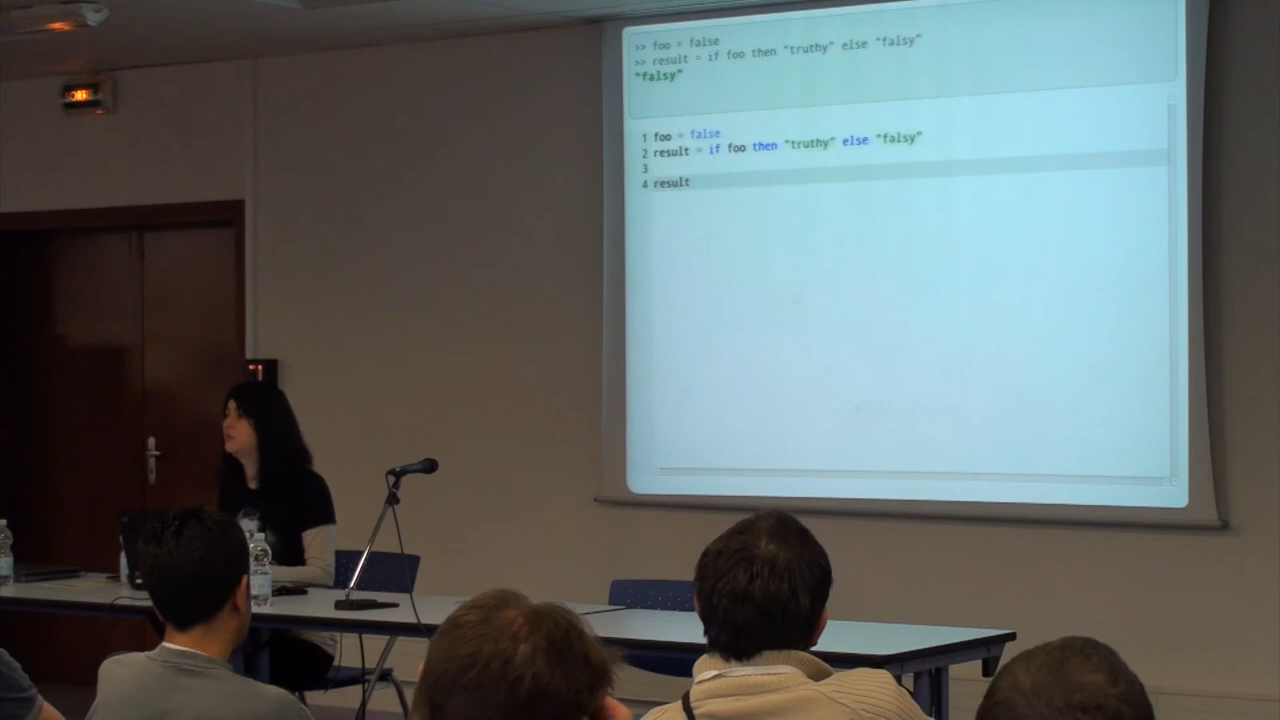 >> foo = false
>> result = if foo then "truthy" else "falsy"
"falsy"
1 foo = false
2 result = if foo then "truthy" else "falsy"
3
4 result